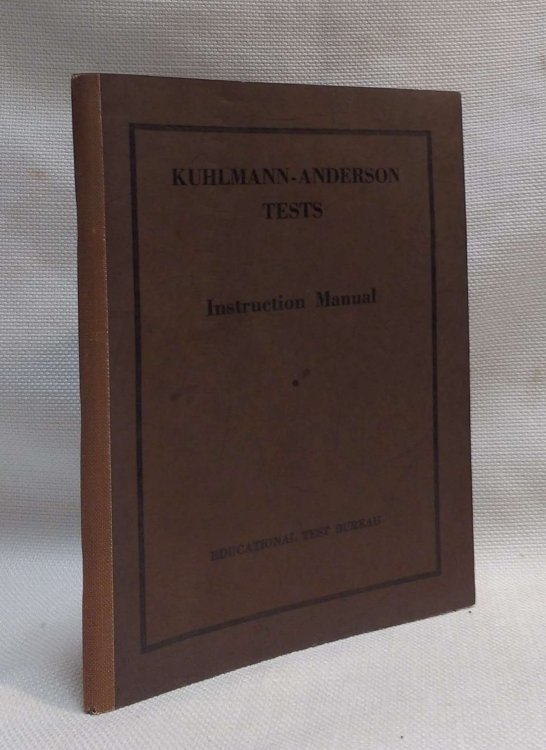 KUHLMANN-ANDERSON
TESTS
Instruction Manual
EDUCATIONAL TEST BUREAU